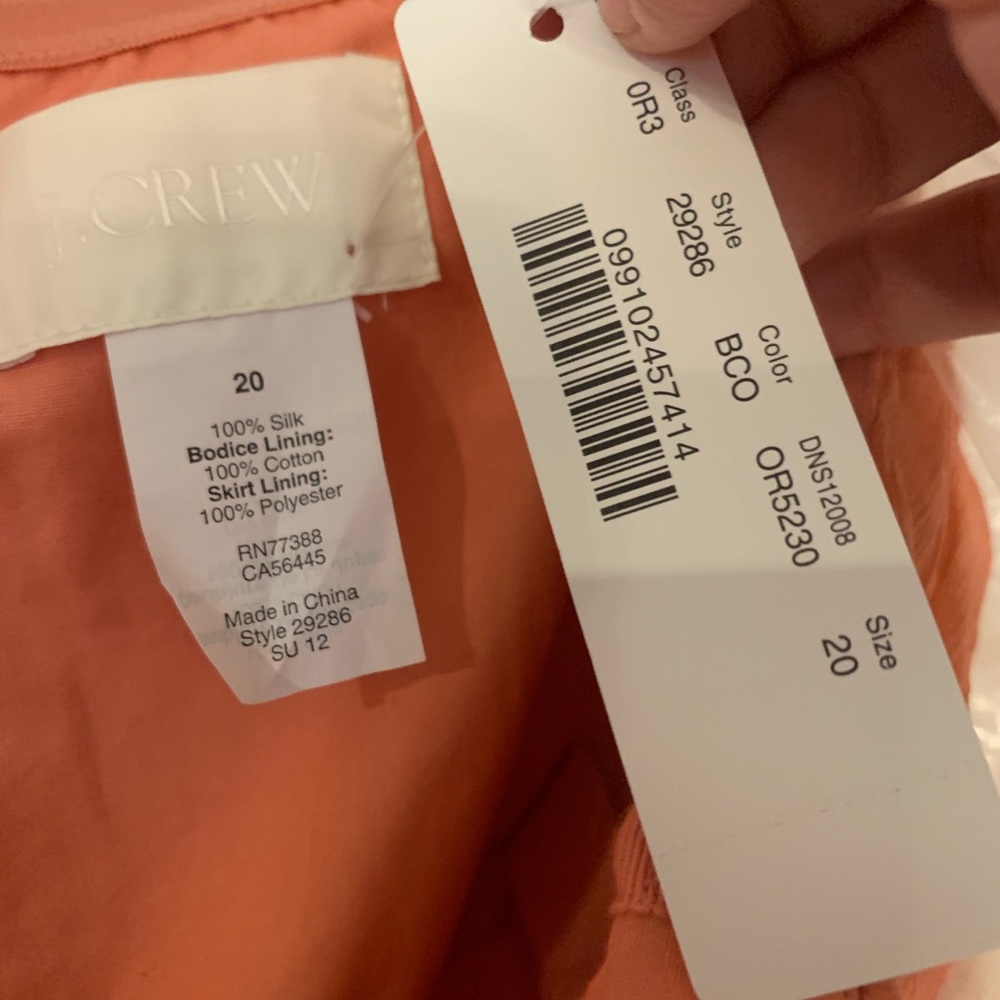 J.CREW
20
100% Silk
Bodice Lining:
100% Cotton
Skirt Lining:
100% Polyester
RN77388
CA56445
Made in China
Style 29286
SU 12
Class
0R3
Style
29286
Color
BCO
DNS12008
OR5230
Size
20
099102457414